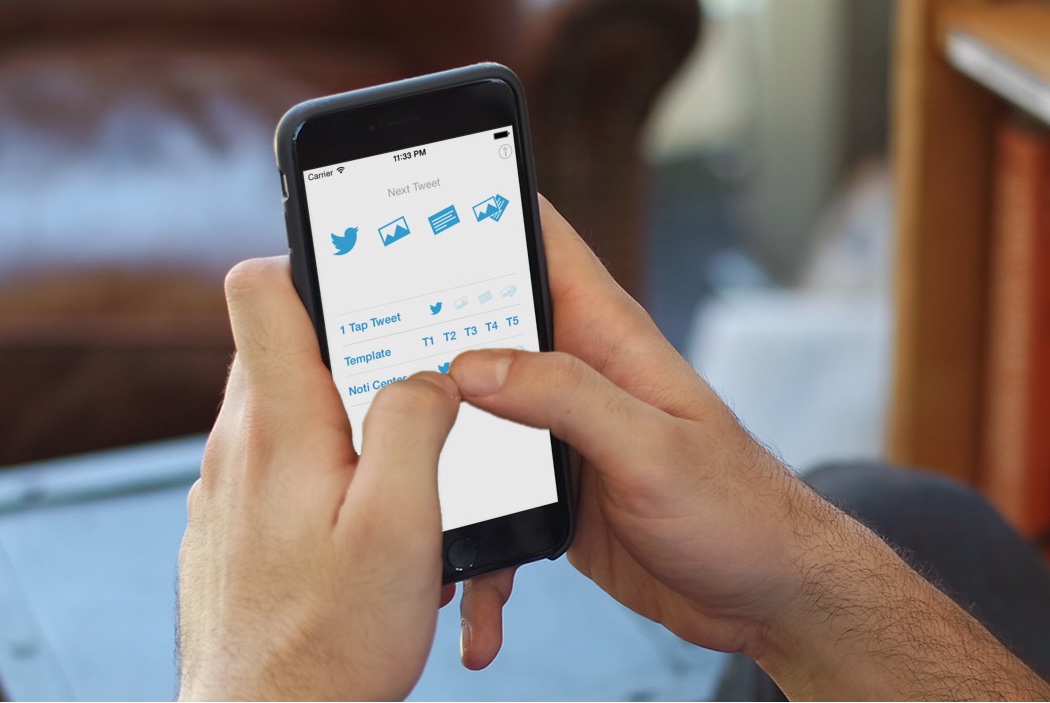 Carrier 11:33 PM
Next Tweet
1 Tap Tweet
Template T1 T2 T3 T4 T5
Noti Center